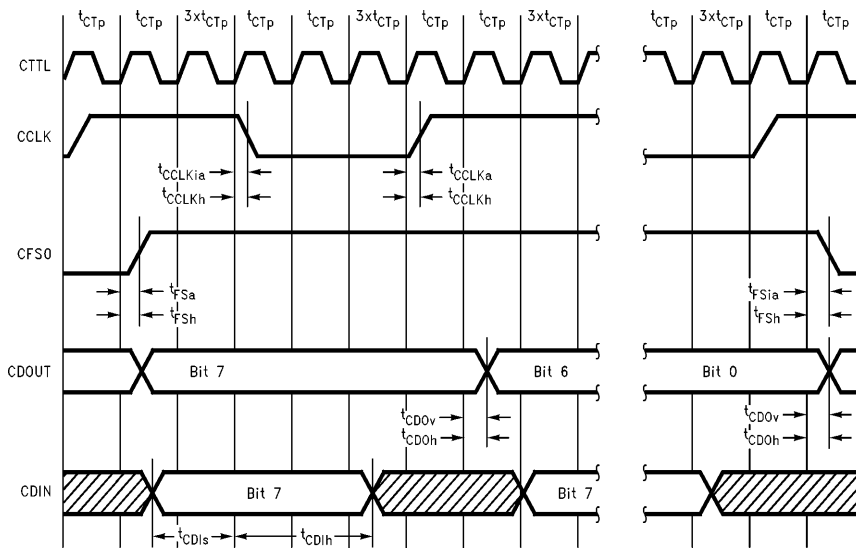 tCTp tCTp 3xtCTp tCTp tCTp 3xtCTp tCTp tCTp 3xtCTp tCTp 3xtCTp tCTp tCTp
CTTL
CCLK
tCCLKia tCCLKa
tCCLKh tCCLKh
CFS0
tFSa tFSia
tFSh tFSh
CDOUT Bit 7 Bit 6 Bit 0
tCDOv tCDOv
tCDOh tCDOh
CDIN Bit 7 Bit 7
tCDIs tCDIh